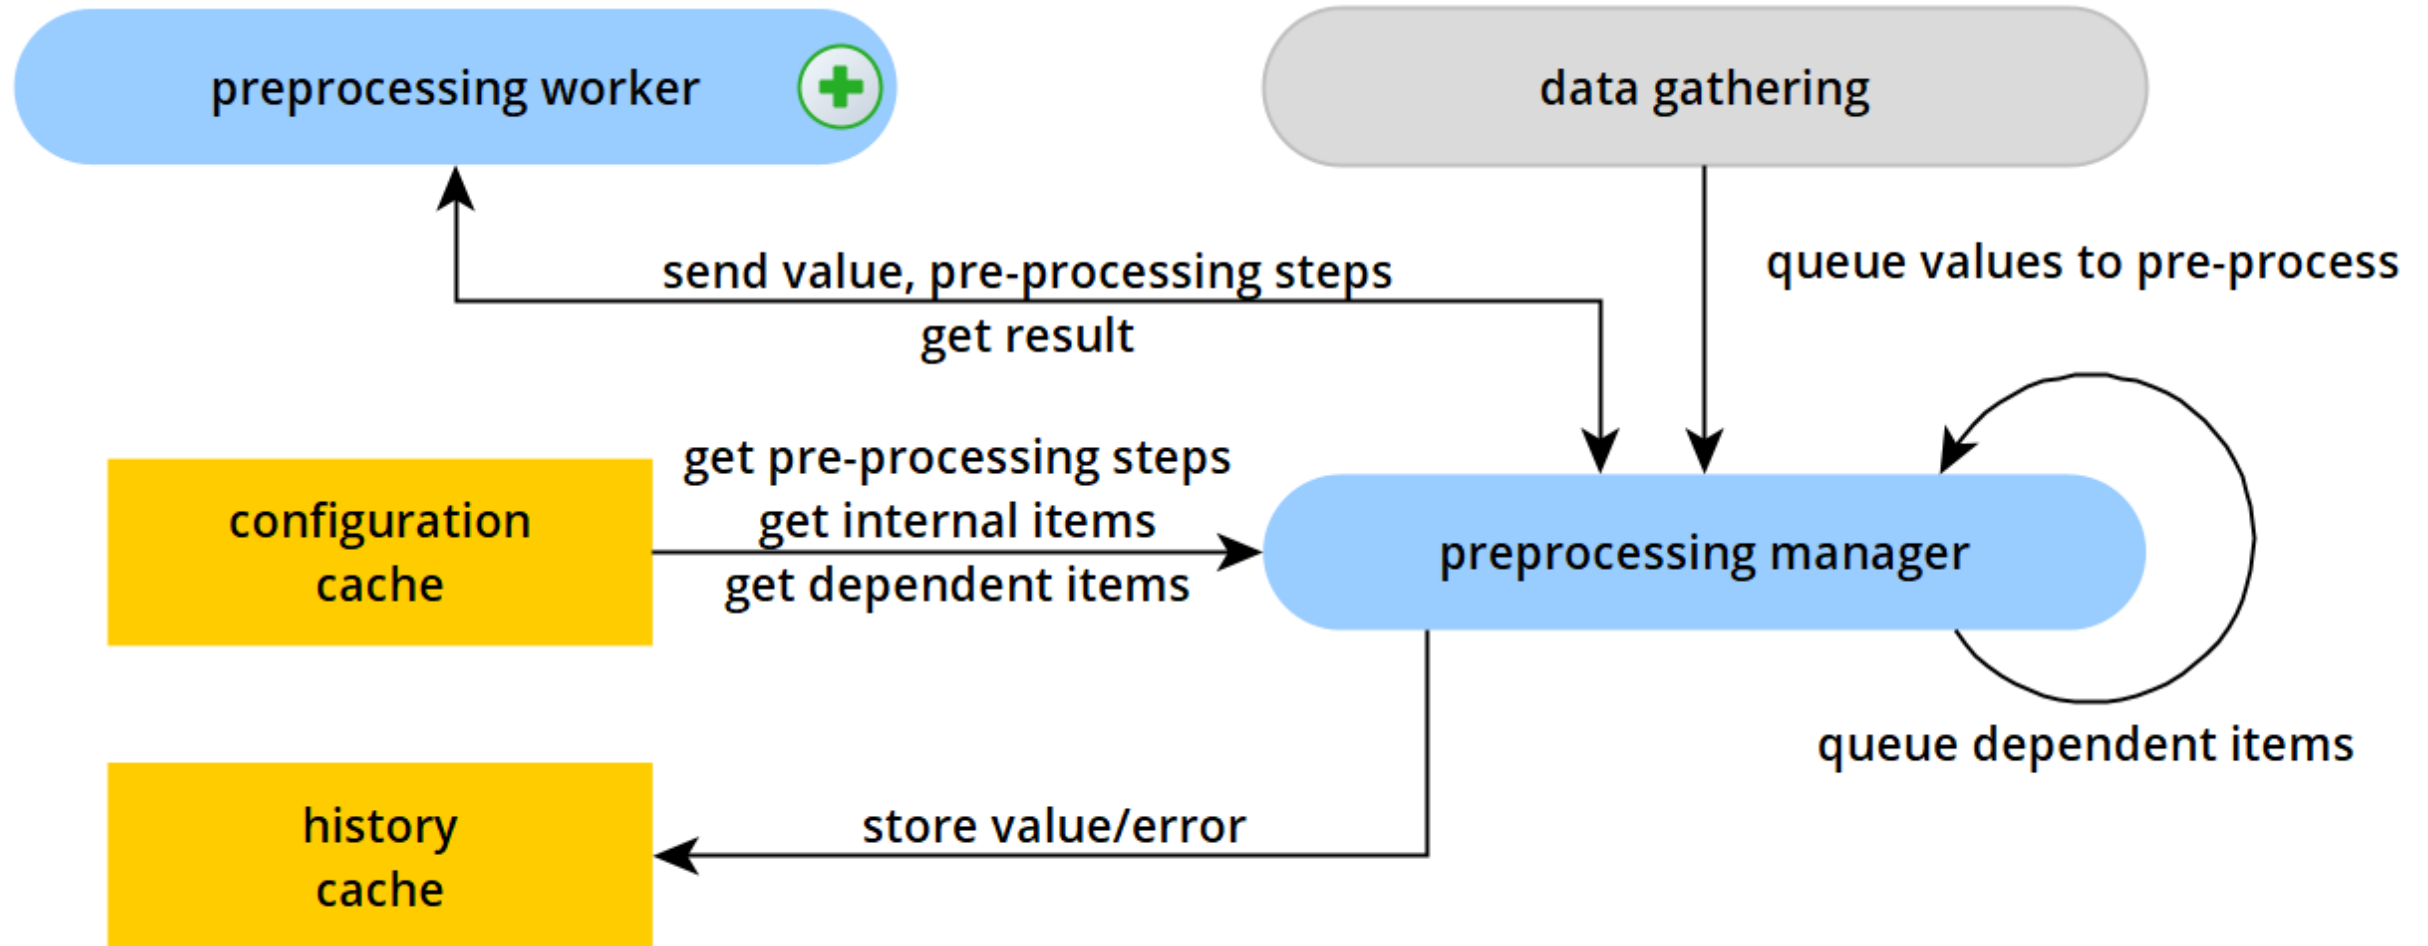 preprocessing worker
data gathering
send value, pre-processing steps
get result
queue values to pre-process
get pre-processing steps
get internal items
get dependent items
configuration
cache
preprocessing manager
queue dependent items
store value/error
history
cache